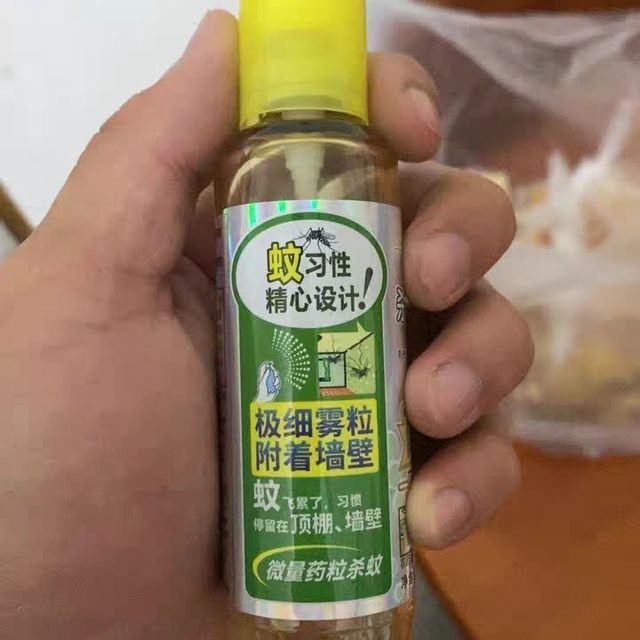 蚊习性
精心设计!
极细雾粒
附着墙壁
蚊飞累了，习惯
停留在顶棚、墙壁
微量药粒杀蚊